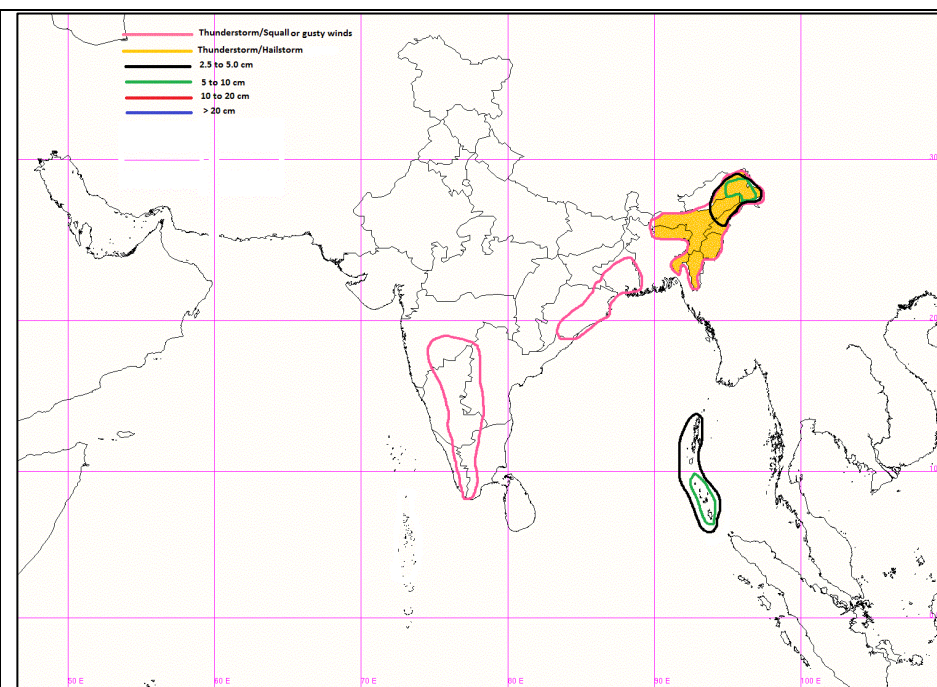 Thunderstorm/Squall or gusty winds
Thunderstorm/Hailstorm
2.5 to 5.0 cm
5 to 10 cm
10 to 20 cm
> 20 cm
30
20
10
50 E
60 E
70 E
80 E
90 E
100 E